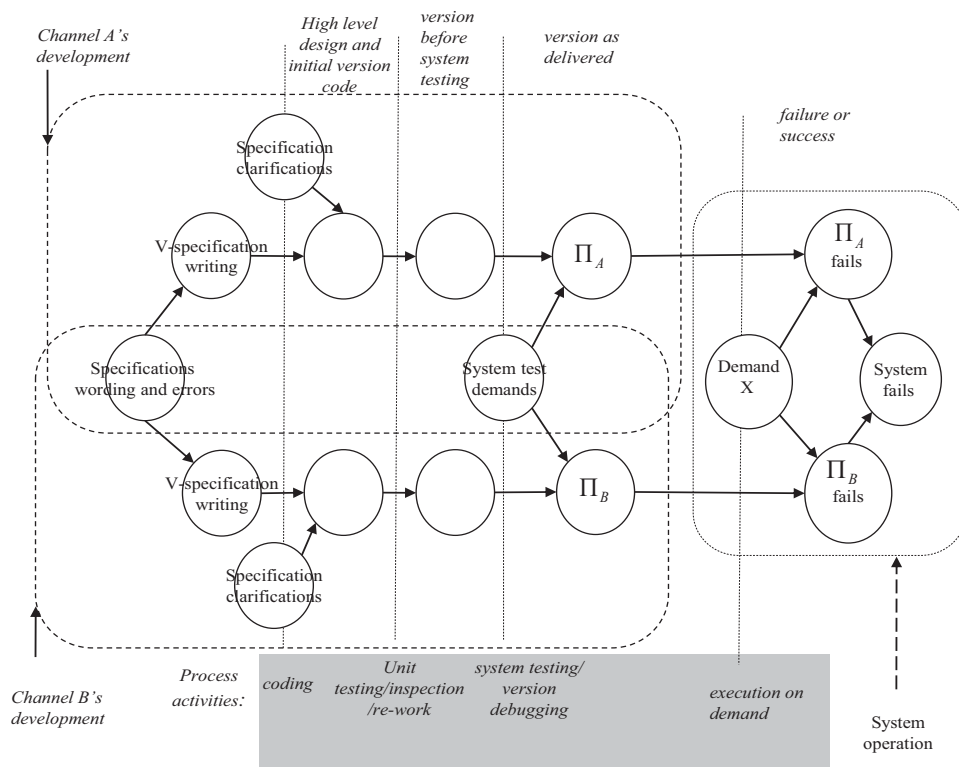 Channel A's
development
High level
design and
initial version
code
version
before
system
testing
version as
delivered
failure or
success
Specification
clarifications
V-specification
writing
Π_A
Π_A
fails
Specifications
wording and errors
System test
demands
Demand
X
System
fails
V-specification
writing
Π_B
Π_B
fails
Specification
clarifications
Channel B's
development
Process
activities:
coding
Unit
testing/inspection
/re-work
system testing/
version
debugging
execution on
demand
System
operation